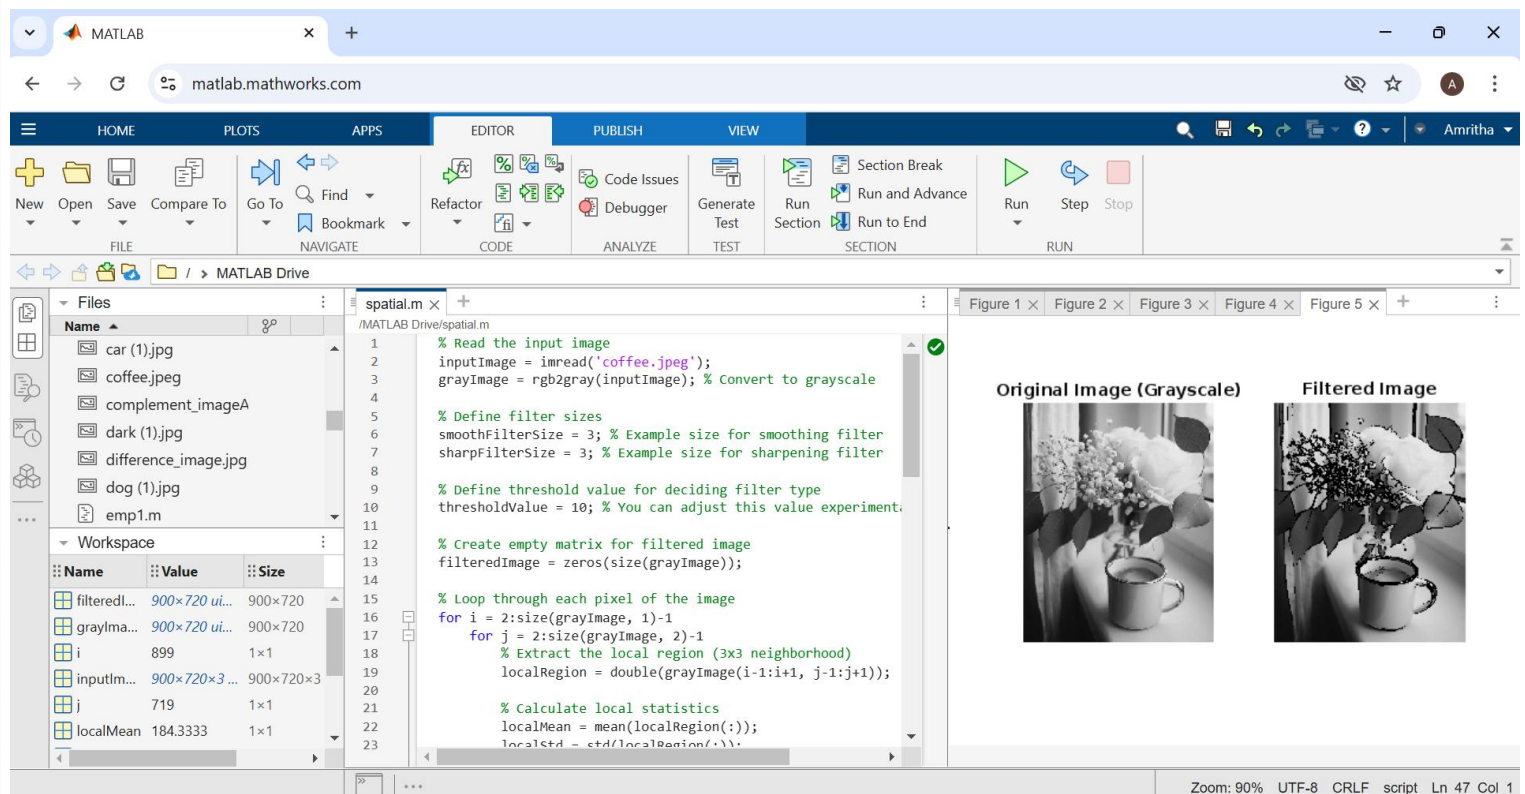 MATLAB
matlab.mathworks.com
A
HOME PLOTS APPS EDITOR PUBLISH VIEW
Amritha
New Open Save Compare To
FILE
Go To
Find
Bookmark
NAVIGATE
Refactor
CODE
Code Issues
Debugger
ANALYZE
Generate
Test
TEST
Run
Section
Section Break
Run and Advance
Run to End
SECTION
Run Step Stop
RUN
/ > MATLAB Drive
Files
Name
car (1).jpg
coffee.jpeg
complement_imageA
dark (1).jpg
difference_image.jpg
dog (1).jpg
emp1.m
Workspace
Name Value Size
filteredI... 900×720 ui... 900×720
grayIma... 900×720 ui... 900×720
i 899 1×1
inputIm... 900×720×3 ... 900×720×3
j 719 1×1
localMean 184.3333 1×1
spatial.m
/MATLAB Drive/spatial.m
1 % Read the input image
2 inputImage = imread('coffee.jpeg');
3 grayImage = rgb2gray(inputImage); % Convert to grayscale
4
5 % Define filter sizes
6 smoothFilterSize = 3; % Example size for smoothing filter
7 sharpFilterSize = 3; % Example size for sharpening filter
8
9 % Define threshold value for deciding filter type
10 thresholdValue = 10; % You can adjust this value experimenta
11
12 % Create empty matrix for filtered image
13 filteredImage = zeros(size(grayImage));
14
15 % Loop through each pixel of the image
16 for i = 2:size(grayImage, 1)-1
17 for j = 2:size(grayImage, 2)-1
18 % Extract the local region (3x3 neighborhood)
19 localRegion = double(grayImage(i-1:i+1, j-1:j+1));
20
21 % Calculate local statistics
22 localMean = mean(localRegion(:));
23 localStd = std(localRegion(:));
Figure 1 Figure 2 Figure 3 Figure 4 Figure 5
Original Image (Grayscale) Filtered Image
Zoom: 90% UTF-8 CRLF script Ln 47 Col 1